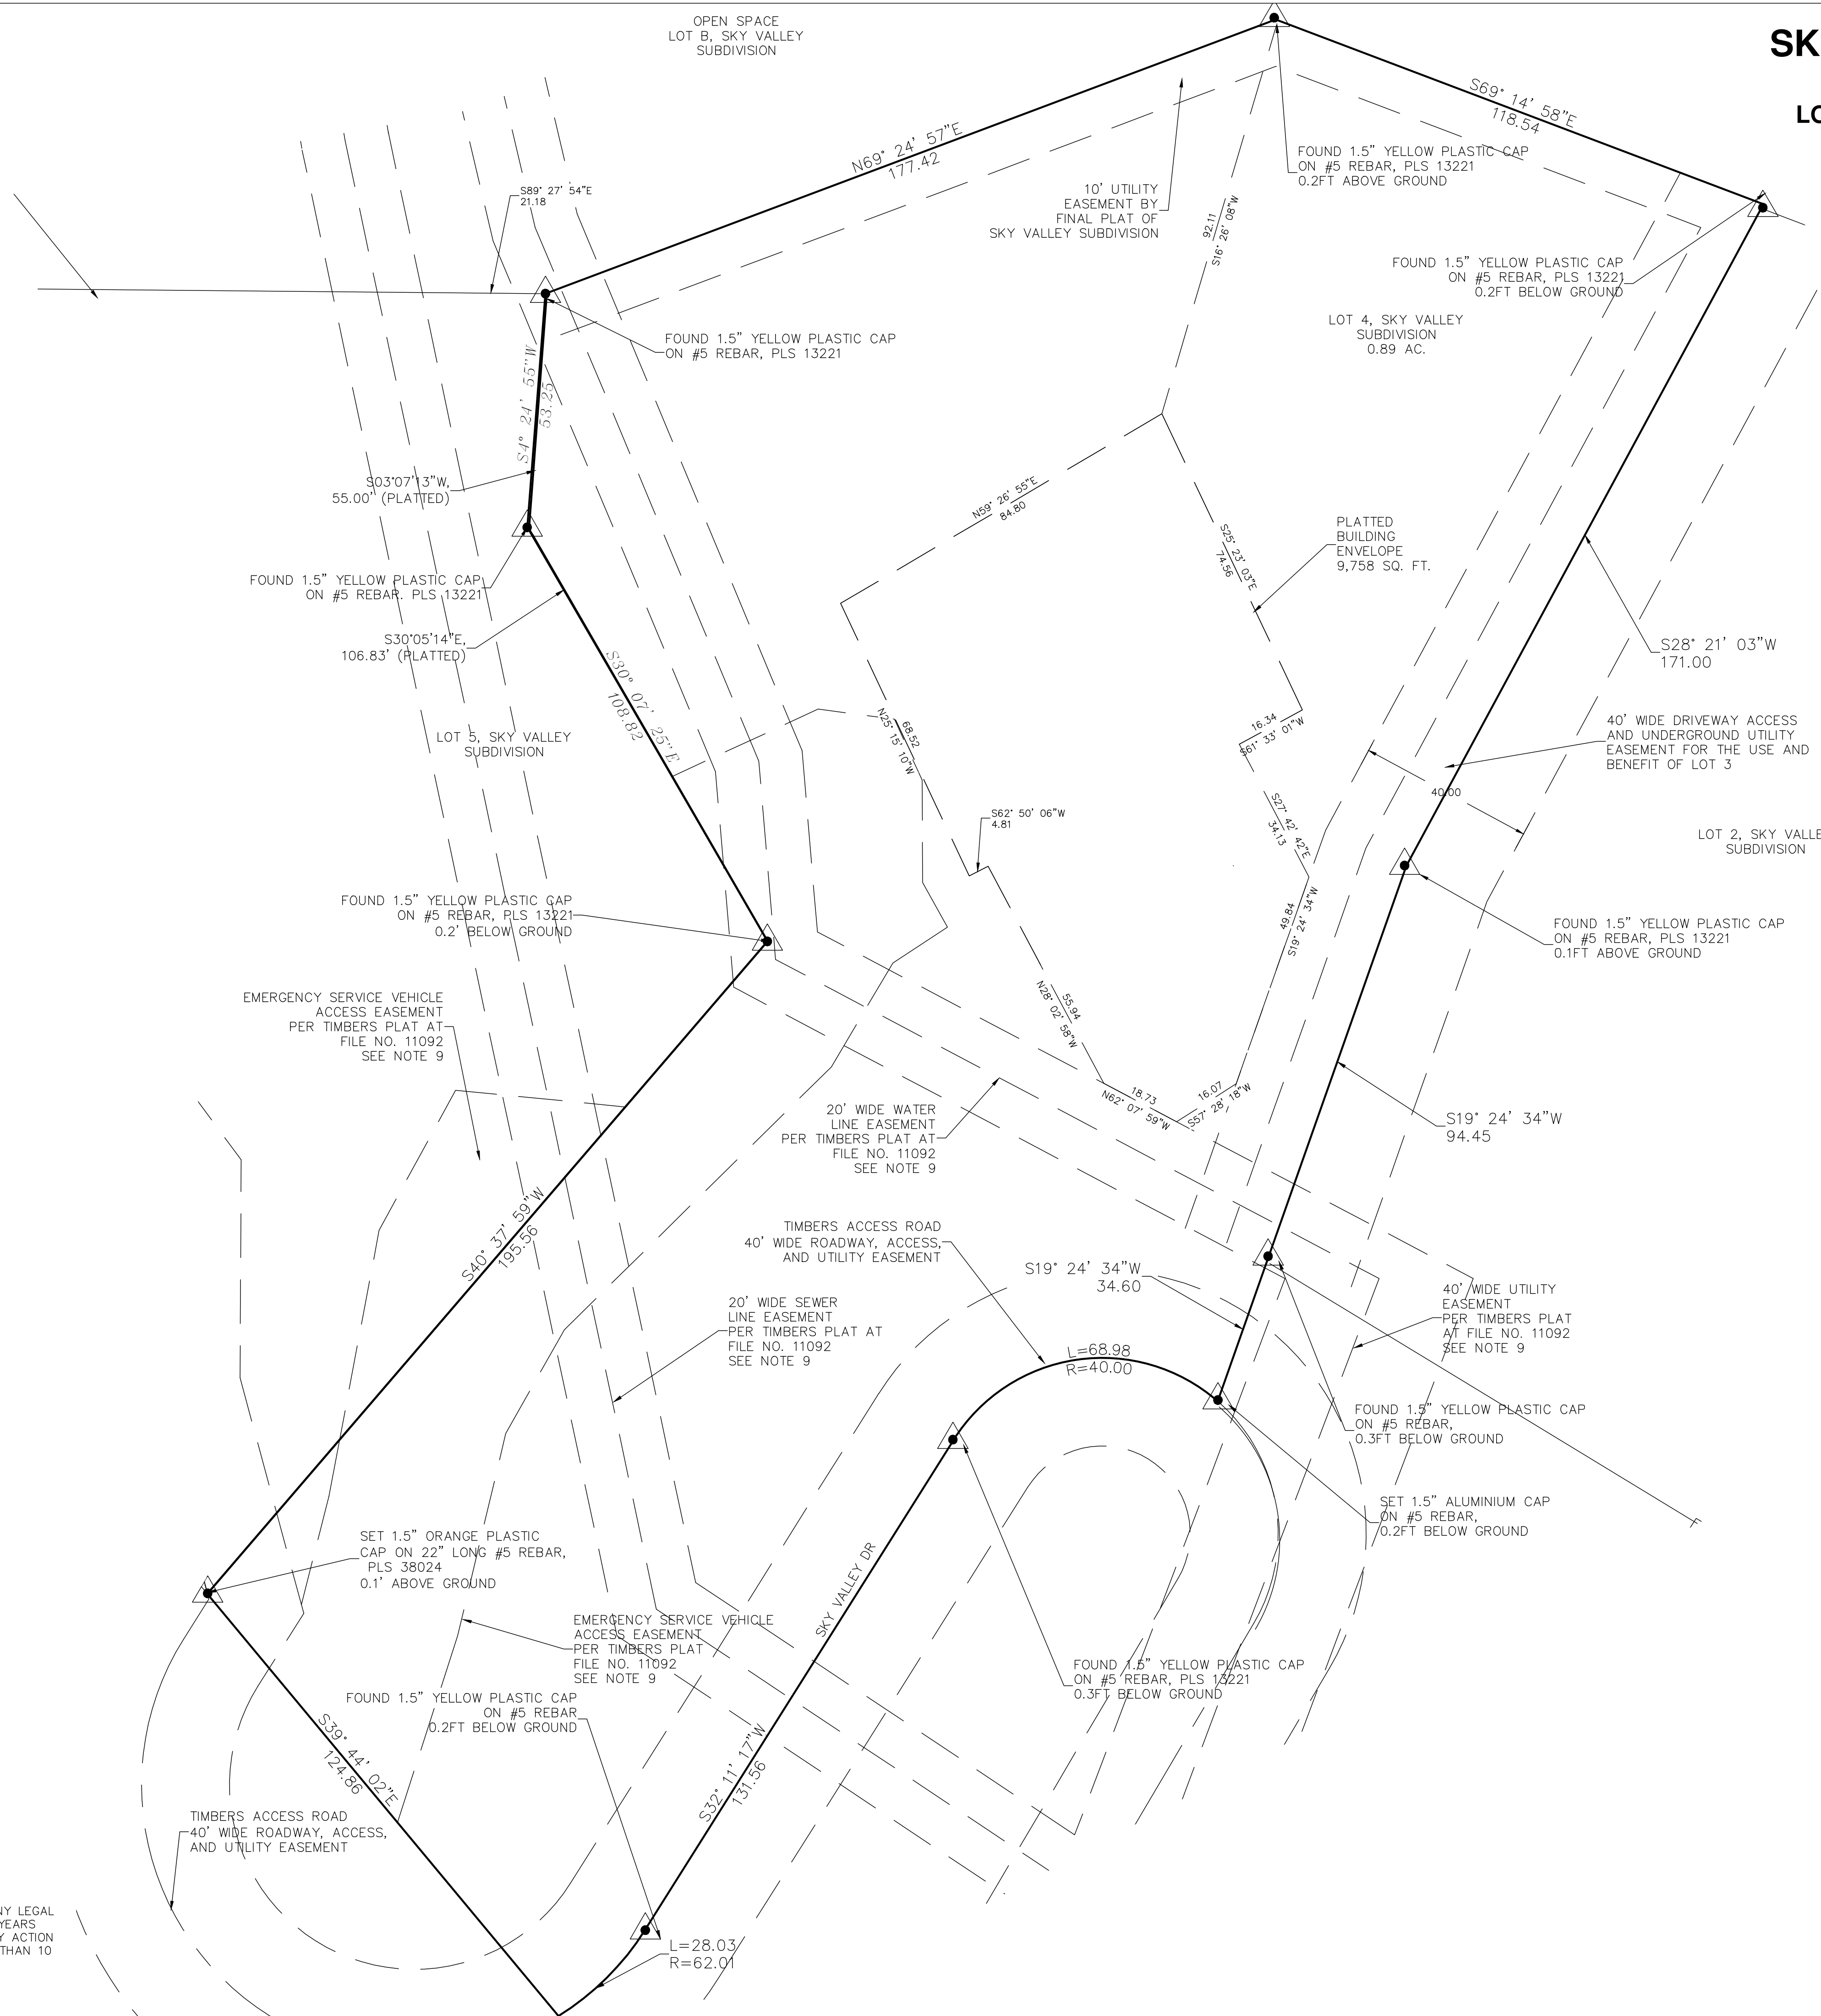 OPEN SPACE
LOT B, SKY VALLEY
SUBDIVISION
SK
LO
N69° 24' 57"E
177.42
S69° 14' 58"E
118.54
S89° 27' 54"E
21.18
10' UTILITY
EASEMENT BY
FINAL PLAT OF
SKY VALLEY SUBDIVISION
FOUND 1.5" YELLOW PLASTIC CAP
ON #5 REBAR, PLS 13221
0.2FT ABOVE GROUND
92.11
S16° 26' 08"W
FOUND 1.5" YELLOW PLASTIC CAP
ON #5 REBAR, PLS 13221
0.2FT BELOW GROUND
FOUND 1.5" YELLOW PLASTIC CAP
ON #5 REBAR, PLS 13221
LOT 4, SKY VALLEY
SUBDIVISION
0.89 AC.
S4° 24' 55"W
53.25
S03°07'13"W,
55.00' (PLATTED)
N59° 26' 55"E
84.80
S25° 23' 03"E
74.56
PLATTED
BUILDING
ENVELOPE
9,758 SQ. FT.
FOUND 1.5" YELLOW PLASTIC CAP
ON #5 REBAR. PLS 13221
S30°05'14"E,
106.83' (PLATTED)
S30° 07' 25"E
108.82
S28° 21' 03"W
171.00
LOT 5, SKY VALLEY
SUBDIVISION
68.52
N25° 15' 10"W
16.34
S61° 33' 01"W
40' WIDE DRIVEWAY ACCESS
AND UNDERGROUND UTILITY
EASEMENT FOR THE USE AND
BENEFIT OF LOT 3
40.00
S62° 50' 06"W
4.81
S27° 42' 42"E
34.13
LOT 2, SKY VALLE
SUBDIVISION
FOUND 1.5" YELLOW PLASTIC CAP
ON #5 REBAR, PLS 13221
0.2' BELOW GROUND
49.84
S19° 24' 34"W
FOUND 1.5" YELLOW PLASTIC CAP
ON #5 REBAR, PLS 13221
0.1FT ABOVE GROUND
EMERGENCY SERVICE VEHICLE
ACCESS EASEMENT
PER TIMBERS PLAT AT
FILE NO. 11092
SEE NOTE 9
55.94
N28° 02' 58"W
18.73
N62° 07' 59"W
16.07
S57° 28' 18"W
20' WIDE WATER
LINE EASEMENT
PER TIMBERS PLAT AT
FILE NO. 11092
SEE NOTE 9
S19° 24' 34"W
94.45
S40° 37' 59"W
195.56
TIMBERS ACCESS ROAD
40' WIDE ROADWAY, ACCESS,
AND UTILITY EASEMENT
S19° 24' 34"W
34.60
20' WIDE SEWER
LINE EASEMENT
PER TIMBERS PLAT AT
FILE NO. 11092
SEE NOTE 9
40' WIDE UTILITY
EASEMENT
PER TIMBERS PLAT
AT FILE NO. 11092
SEE NOTE 9
L=68.98
R=40.00
FOUND 1.5" YELLOW PLASTIC CAP
ON #5 REBAR,
0.3FT BELOW GROUND
SET 1.5" ALUMINIUM CAP
ON #5 REBAR,
0.2FT BELOW GROUND
SET 1.5" ORANGE PLASTIC
CAP ON 22" LONG #5 REBAR,
PLS 38024
0.1' ABOVE GROUND
SKY VALLEY DR
EMERGENCY SERVICE VEHICLE
ACCESS EASEMENT
PER TIMBERS PLAT
FILE NO. 11092
SEE NOTE 9
FOUND 1.5" YELLOW PLASTIC CAP
ON #5 REBAR, PLS 13221
0.3FT BELOW GROUND
FOUND 1.5" YELLOW PLASTIC CAP
ON #5 REBAR
0.2FT BELOW GROUND
S39° 44' 02"E
124.86
S32° 11' 17"W
131.56
TIMBERS ACCESS ROAD
40' WIDE ROADWAY, ACCESS,
AND UTILITY EASEMENT
NY LEGAL
YEARS
Y ACTION
THAN 10
L=28.03
R=62.01